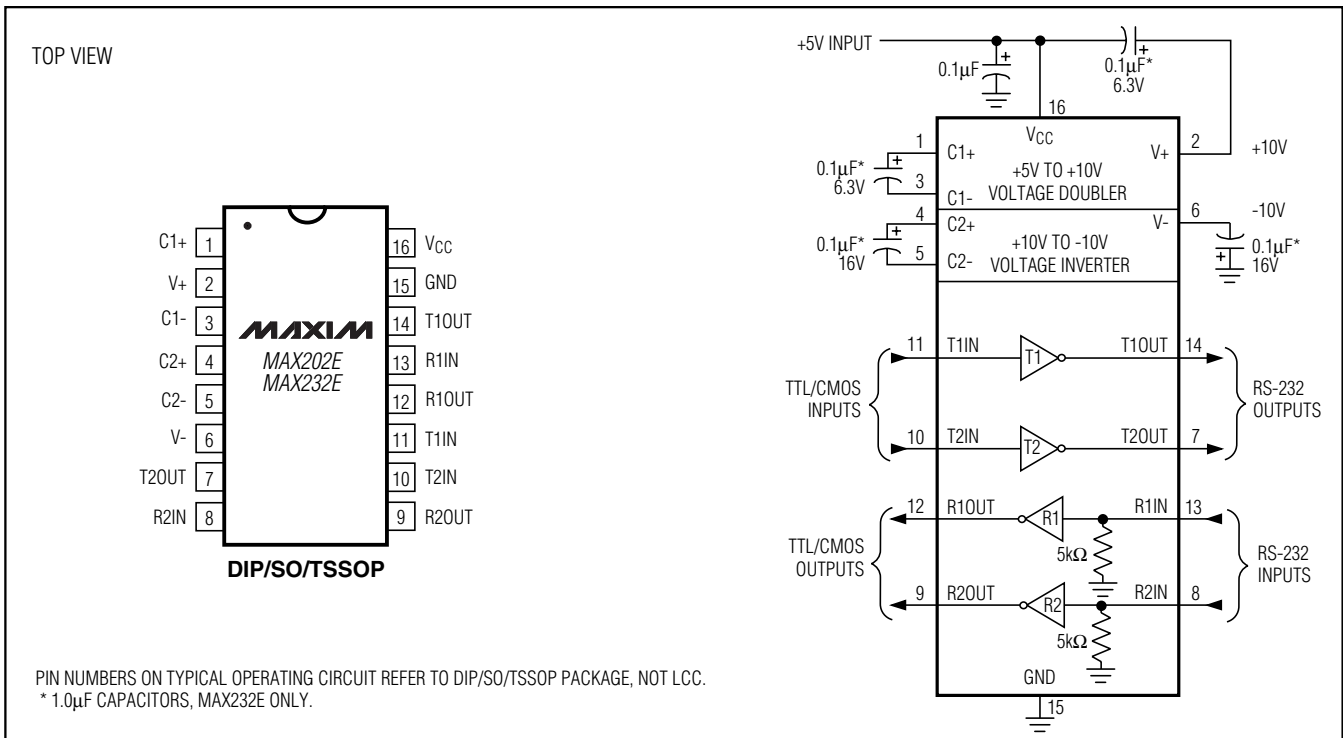 TOP VIEW
C1+ 1
V+ 2
C1- 3
C2+ 4
C2- 5
V- 6
T2OUT 7
R2IN 8
16 VCC
15 GND
14 T1OUT
13 R1IN
12 R1OUT
11 T1IN
10 T2IN
9 R2OUT
MAXIM
MAX202E
MAX232E
DIP/SO/TSSOP
+5V INPUT
0.1µF
+
0.1µF*
6.3V
+
16
VCC
1
C1+
0.1µF*
6.3V
+
3
C1-
+5V TO +10V
VOLTAGE DOUBLER
V+
2
+10V
4
C2+
0.1µF*
16V
+
5
C2-
+10V TO -10V
VOLTAGE INVERTER
V-
6
-10V
0.1µF*
16V
+
TTL/CMOS
INPUTS
11 T1IN T1 T1OUT 14
10 T2IN T2 T2OUT 7
RS-232
OUTPUTS
TTL/CMOS
OUTPUTS
12 R1OUT R1 R1IN 13
5kΩ
9 R2OUT R2 R2IN 8
5kΩ
RS-232
INPUTS
GND
15
PIN NUMBERS ON TYPICAL OPERATING CIRCUIT REFER TO DIP/SO/TSSOP PACKAGE, NOT LCC.
* 1.0µF CAPACITORS, MAX232E ONLY.